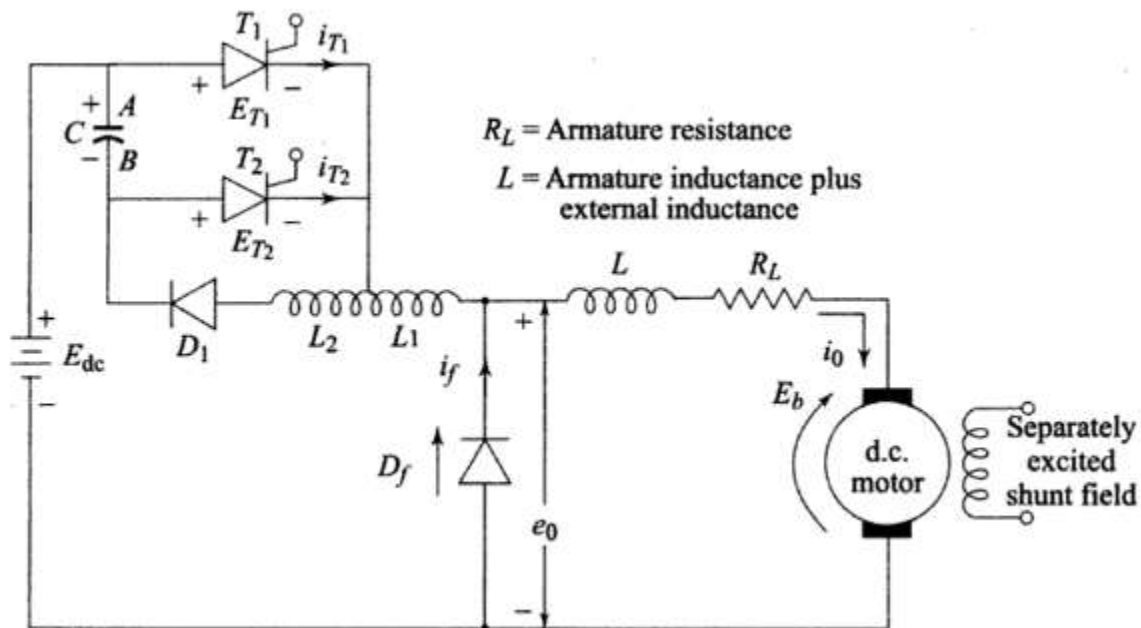 T1
iT1
+ A
C
− B
+ −
ET1
T2
iT2
+ −
ET2
RL = Armature resistance
L = Armature inductance plus
external inductance
L
RL
+
Edc
−
D1
L2
L1
if
+
i0
Eb
Df
e0
−
d.c.
motor
Separately
excited
shunt field